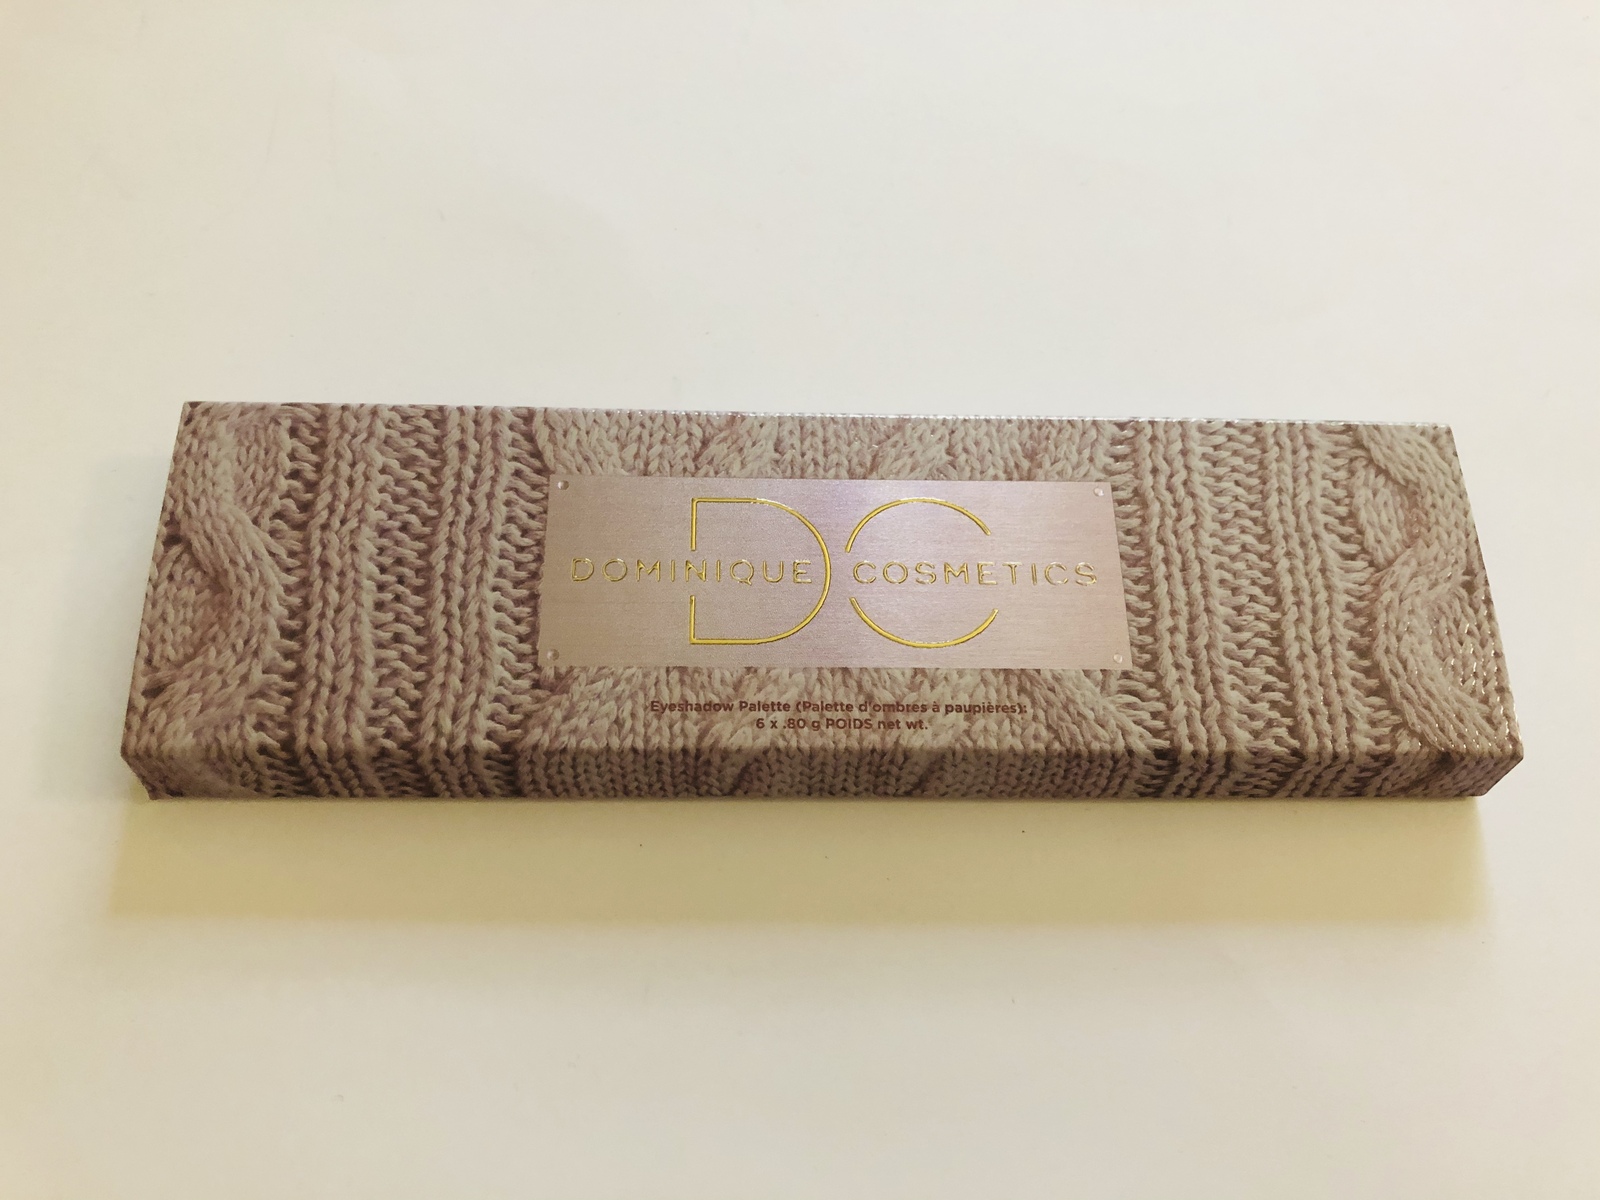 DC
DOMINIQUE COSMETICS
Eyeshadow Palette (Palette d'ombres à paupières):
6 x .80 g POIDS net wt.